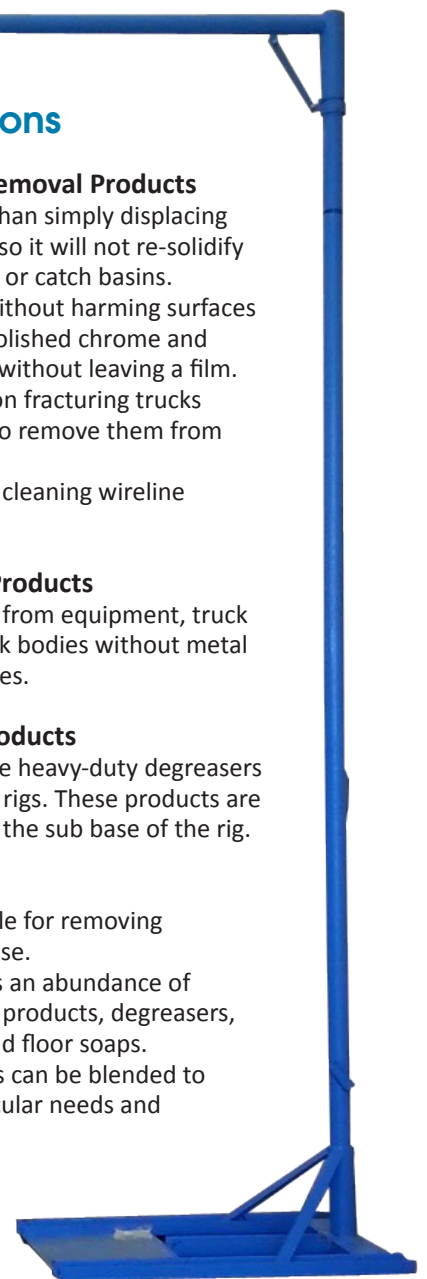 ons
emoval Products
han simply displacing
so it will not re-solidify
or catch basins.
ithout harming surfaces
olished chrome and
without leaving a film.
on fracturing trucks
o remove them from
cleaning wireline
Products
from equipment, truck
k bodies without metal
es.
oducts
e heavy-duty degreasers
rigs. These products are
the sub base of the rig.
le for removing
se.
s an abundance of
products, degreasers,
d floor soaps.
s can be blended to
cular needs and